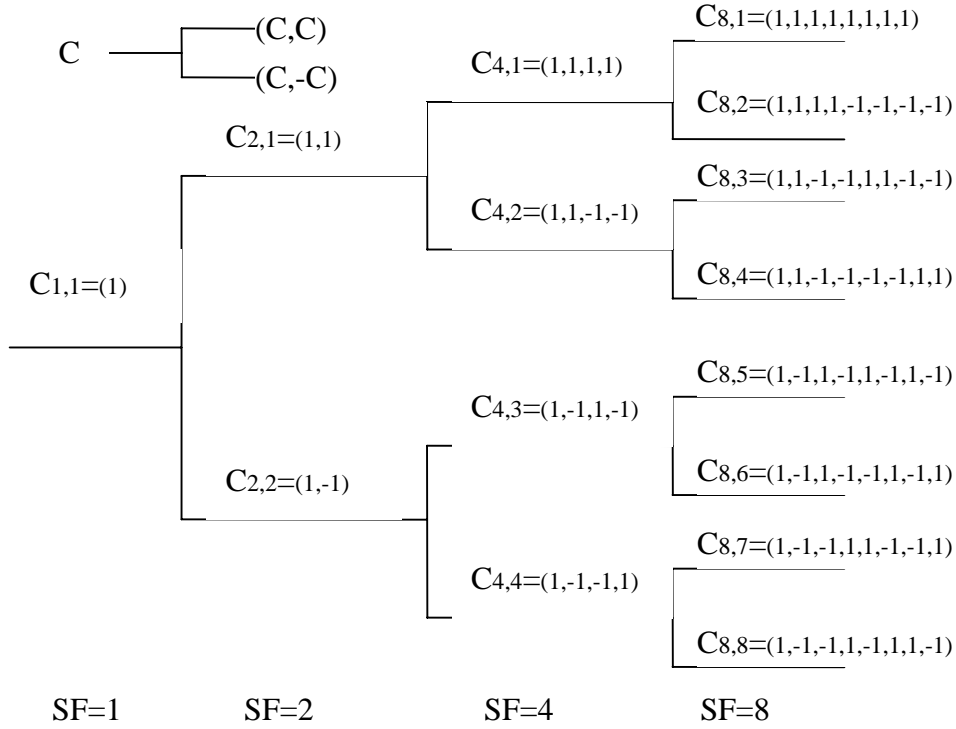 C
(C,C)
(C,-C)
C1,1=(1)
C2,1=(1,1)
C2,2=(1,-1)
C4,1=(1,1,1,1)
C4,2=(1,1,-1,-1)
C4,3=(1,-1,1,-1)
C4,4=(1,-1,-1,1)
C8,1=(1,1,1,1,1,1,1,1)
C8,2=(1,1,1,1,-1,-1,-1,-1)
C8,3=(1,1,-1,-1,1,1,-1,-1)
C8,4=(1,1,-1,-1,-1,-1,1,1)
C8,5=(1,-1,1,-1,1,-1,1,-1)
C8,6=(1,-1,1,-1,-1,1,-1,1)
C8,7=(1,-1,-1,1,1,-1,-1,1)
C8,8=(1,-1,-1,1,-1,1,1,-1)
SF=1 SF=2 SF=4 SF=8